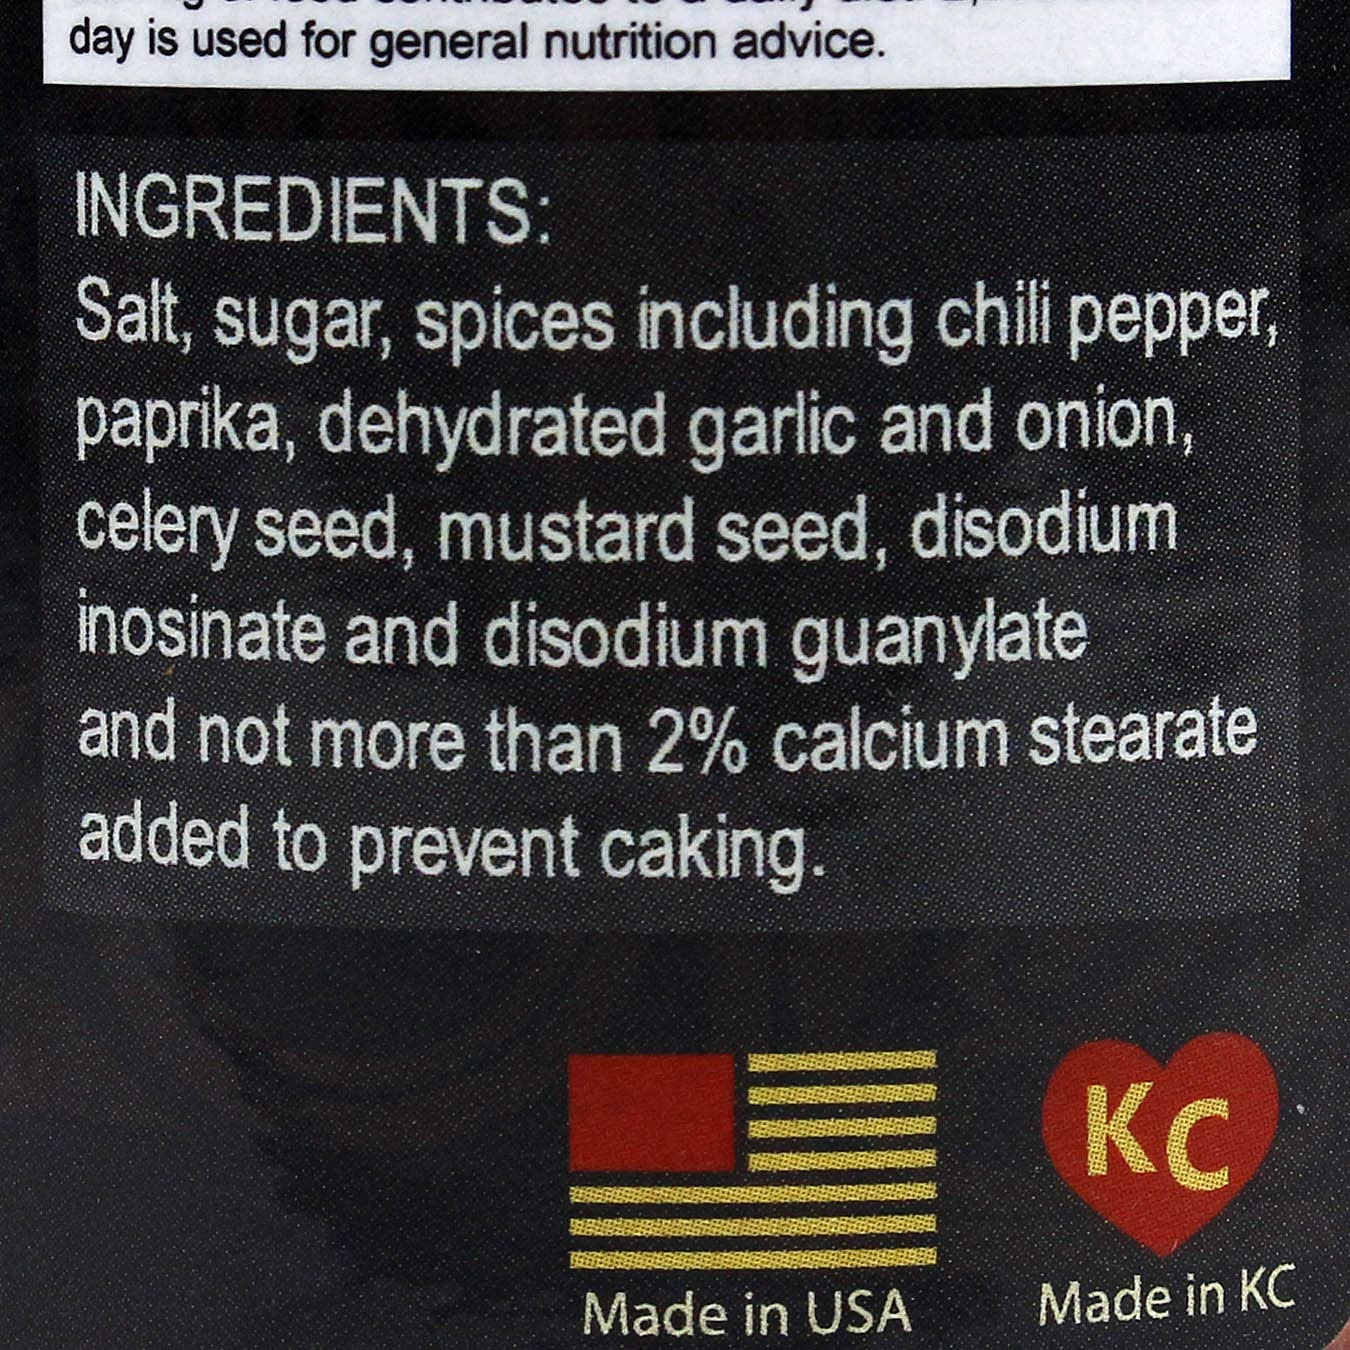 day is used for general nutrition advice.
INGREDIENTS:
Salt, sugar, spices including chili pepper,
paprika, dehydrated garlic and onion,
celery seed, mustard seed, disodium
inosinate and disodium guanylate
and not more than 2% calcium stearate
added to prevent caking.
KC
Made in USA
Made in KC